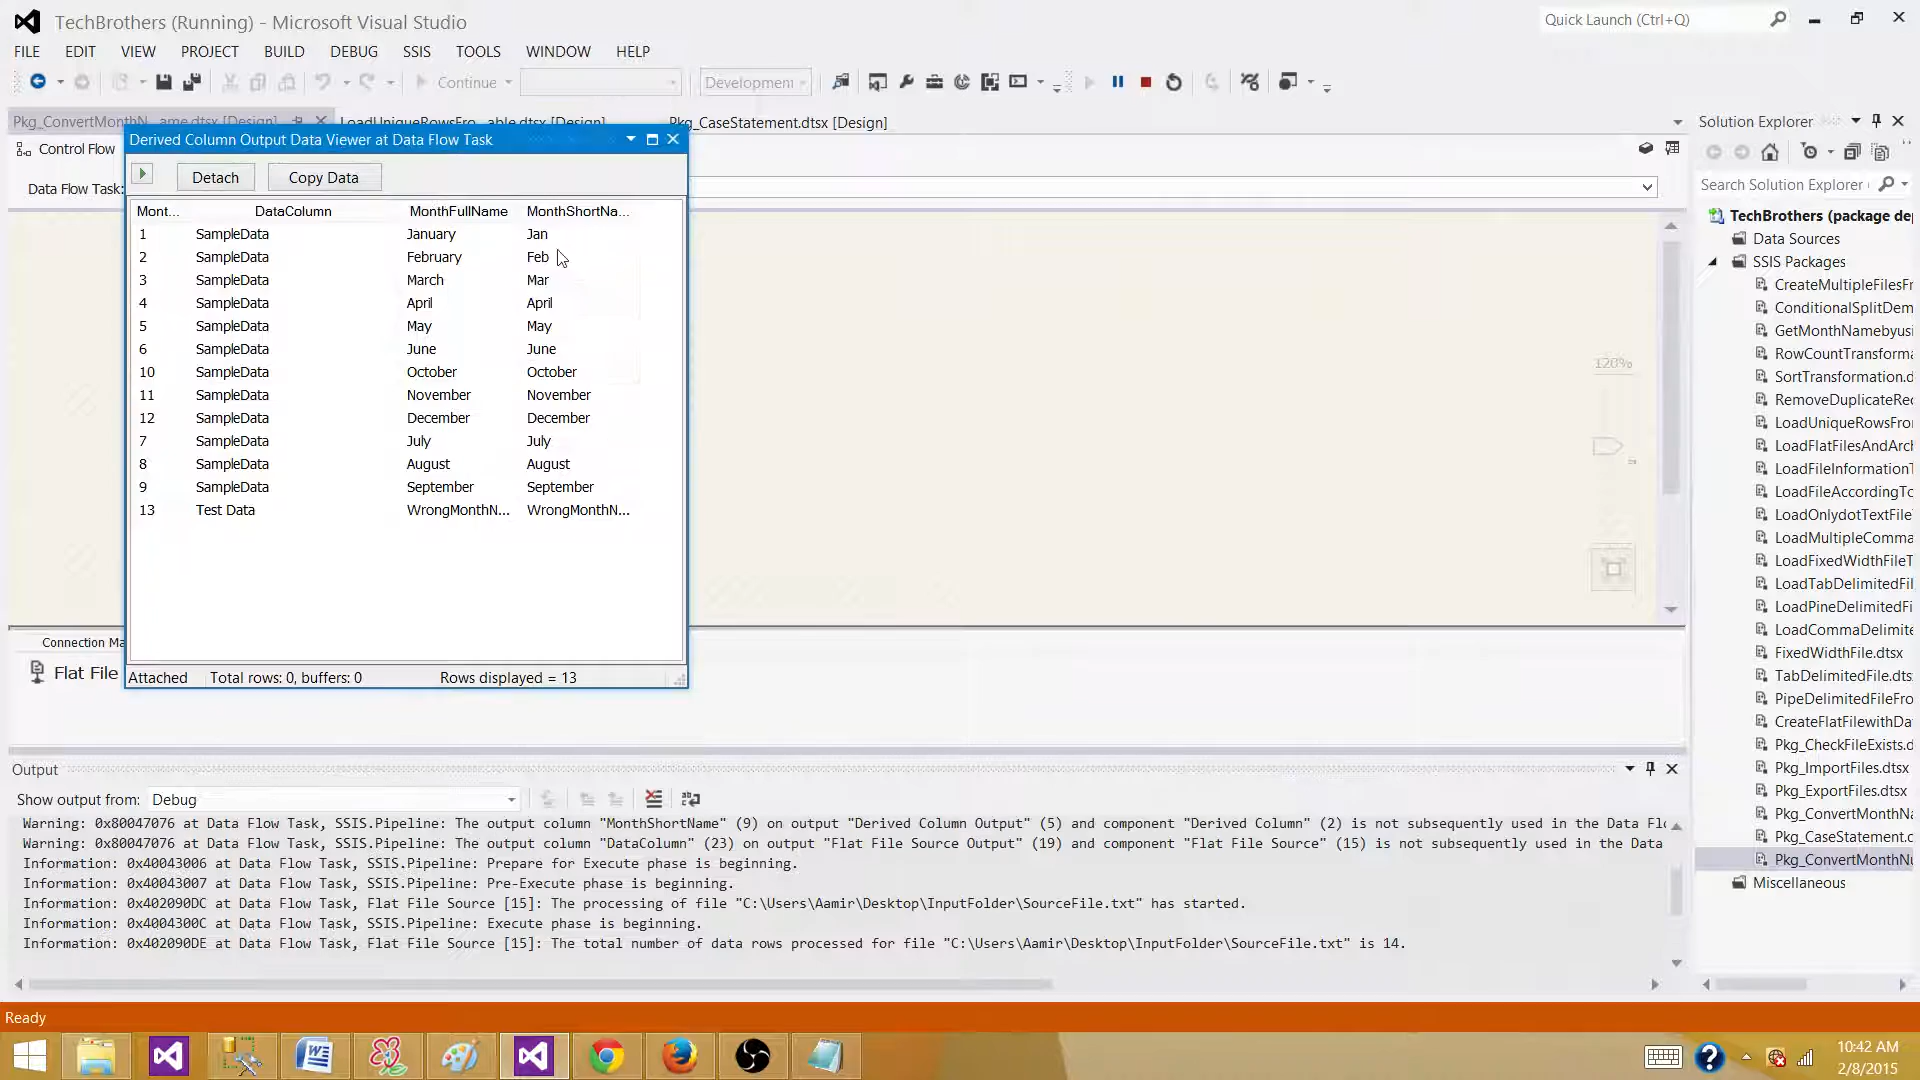 TechBrothers (Running) - Microsoft Visual Studio
Quick Launch (Ctrl+Q)
FILE EDIT VIEW PROJECT BUILD DEBUG SSIS TOOLS WINDOW HELP
Continue Development
Pkg_ConvertMonthN...ame.dtsx [Design] LoadUniqueRowsFro...able.dtsx [Design] Pkg_CaseStatement.dtsx [Design]
Control Flow
Data Flow Task:
Derived Column Output Data Viewer at Data Flow Task
Detach Copy Data
Mont... DataColumn MonthFullName MonthShortNa...
1 SampleData January Jan
2 SampleData February Feb
3 SampleData March Mar
4 SampleData April April
5 SampleData May May
6 SampleData June June
10 SampleData October October
11 SampleData November November
12 SampleData December December
7 SampleData July July
8 SampleData August August
9 SampleData September September
13 Test Data WrongMonthN... WrongMonthN...
Attached Total rows: 0, buffers: 0 Rows displayed = 13
120%
Connection Ma
Flat File
Solution Explorer
Search Solution Explorer
TechBrothers (package de
Data Sources
SSIS Packages
CreateMultipleFilesFr
ConditionalSplitDem
GetMonthNamebyusi
RowCountTransforma
SortTransformation.d
RemoveDuplicateRec
LoadUniqueRowsFror
LoadFlatFilesAndArch
LoadFileInformationT
LoadFileAccordingTo
LoadOnlydotTextFile
LoadMultipleComma
LoadFixedWidthFileT
LoadTabDelimitedFil
LoadPineDelimitedFi
LoadCommaDelimite
FixedWidthFile.dtsx
TabDelimitedFile.dts
PipeDelimitedFileFro
CreateFlatFilewithDa
Pkg_CheckFileExists.d
Pkg_ImportFiles.dtsx
Pkg_ExportFiles.dtsx
Pkg_ConvertMonthNa
Pkg_CaseStatement.c
Pkg_ConvertMonthNu
Miscellaneous
Output
Show output from: Debug
Warning: 0x80047076 at Data Flow Task, SSIS.Pipeline: The output column "MonthShortName" (9) on output "Derived Column Output" (5) and component "Derived Column" (2) is not subsequently used in the Data Flo
Warning: 0x80047076 at Data Flow Task, SSIS.Pipeline: The output column "DataColumn" (23) on output "Flat File Source Output" (19) and component "Flat File Source" (15) is not subsequently used in the Data
Information: 0x40043006 at Data Flow Task, SSIS.Pipeline: Prepare for Execute phase is beginning.
Information: 0x40043007 at Data Flow Task, SSIS.Pipeline: Pre-Execute phase is beginning.
Information: 0x402090DC at Data Flow Task, Flat File Source [15]: The processing of file "C:\Users\Aamir\Desktop\InputFolder\SourceFile.txt" has started.
Information: 0x4004300C at Data Flow Task, SSIS.Pipeline: Execute phase is beginning.
Information: 0x402090DE at Data Flow Task, Flat File Source [15]: The total number of data rows processed for file "C:\Users\Aamir\Desktop\InputFolder\SourceFile.txt" is 14.
Ready
10:42 AM
2/8/2015